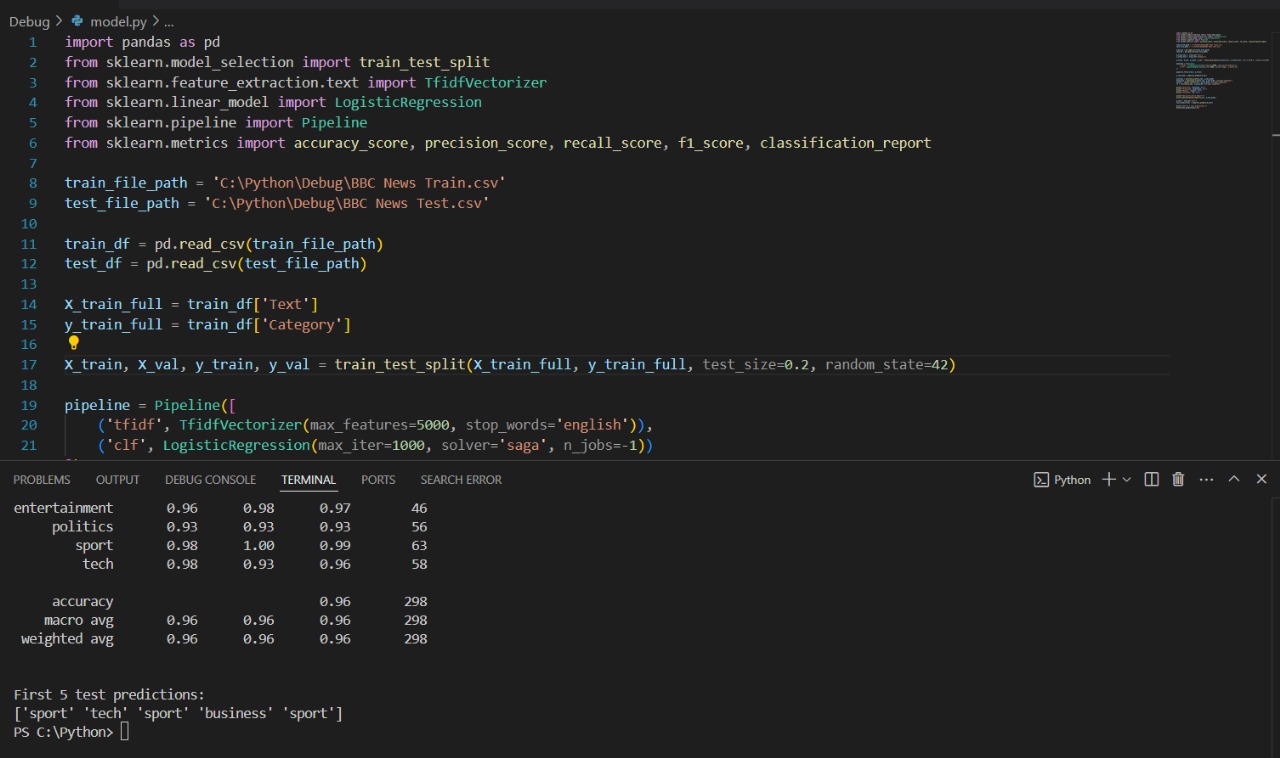 Debug > model.py > ...
1 import pandas as pd
2 from sklearn.model_selection import train_test_split
3 from sklearn.feature_extraction.text import TfidfVectorizer
4 from sklearn.linear_model import LogisticRegression
5 from sklearn.pipeline import Pipeline
6 from sklearn.metrics import accuracy_score, precision_score, recall_score, f1_score, classification_report
7
8 train_file_path = 'C:\Python\Debug\BBC News Train.csv'
9 test_file_path = 'C:\Python\Debug\BBC News Test.csv'
10
11 train_df = pd.read_csv(train_file_path)
12 test_df = pd.read_csv(test_file_path)
13
14 X_train_full = train_df['Text']
15 y_train_full = train_df['Category']
16
17 X_train, X_val, y_train, y_val = train_test_split(X_train_full, y_train_full, test_size=0.2, random_state=42)
18
19 pipeline = Pipeline([
20     ('tfidf', TfidfVectorizer(max_features=5000, stop_words='english')),
21     ('clf', LogisticRegression(max_iter=1000, solver='saga', n_jobs=-1))
PROBLEMS OUTPUT DEBUG CONSOLE TERMINAL PORTS SEARCH ERROR Python
entertainment 0.96 0.98 0.97 46
politics 0.93 0.93 0.93 56
sport 0.98 1.00 0.99 63
tech 0.98 0.93 0.96 58
accuracy 0.96 298
macro avg 0.96 0.96 0.96 298
weighted avg 0.96 0.96 0.96 298
First 5 test predictions:
['sport' 'tech' 'sport' 'business' 'sport']
PS C:\Python>